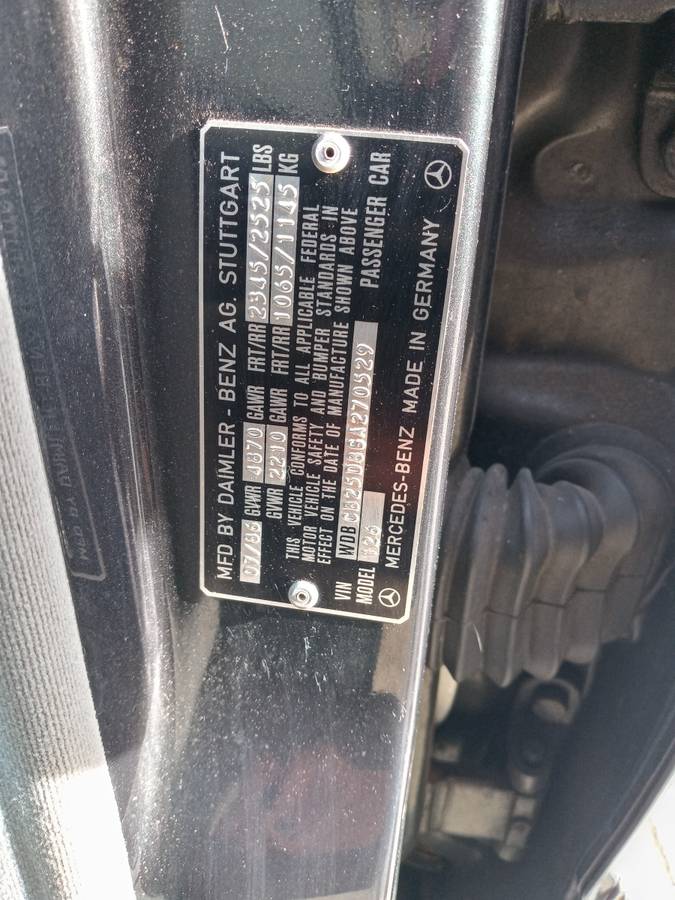 MFD BY DAIMLER - BENZ AG. STUTTGART
07/86 GVWR 4870 GAWR FRT/RR 2345/2525 LBS
GVWR 2210 GAWR FRT/RR 1065/1145 KG
THIS VEHICLE CONFORMS TO ALL APPLICABLE FEDERAL
MOTOR VEHICLE SAFETY AND BUMPER STANDARDS IN
EFFECT ON THE DATE OF MANUFACTURE SHOWN ABOVE
VIN WDB PASSENGER CAR
MODEL 126
MERCEDES-BENZ MADE IN GERMANY